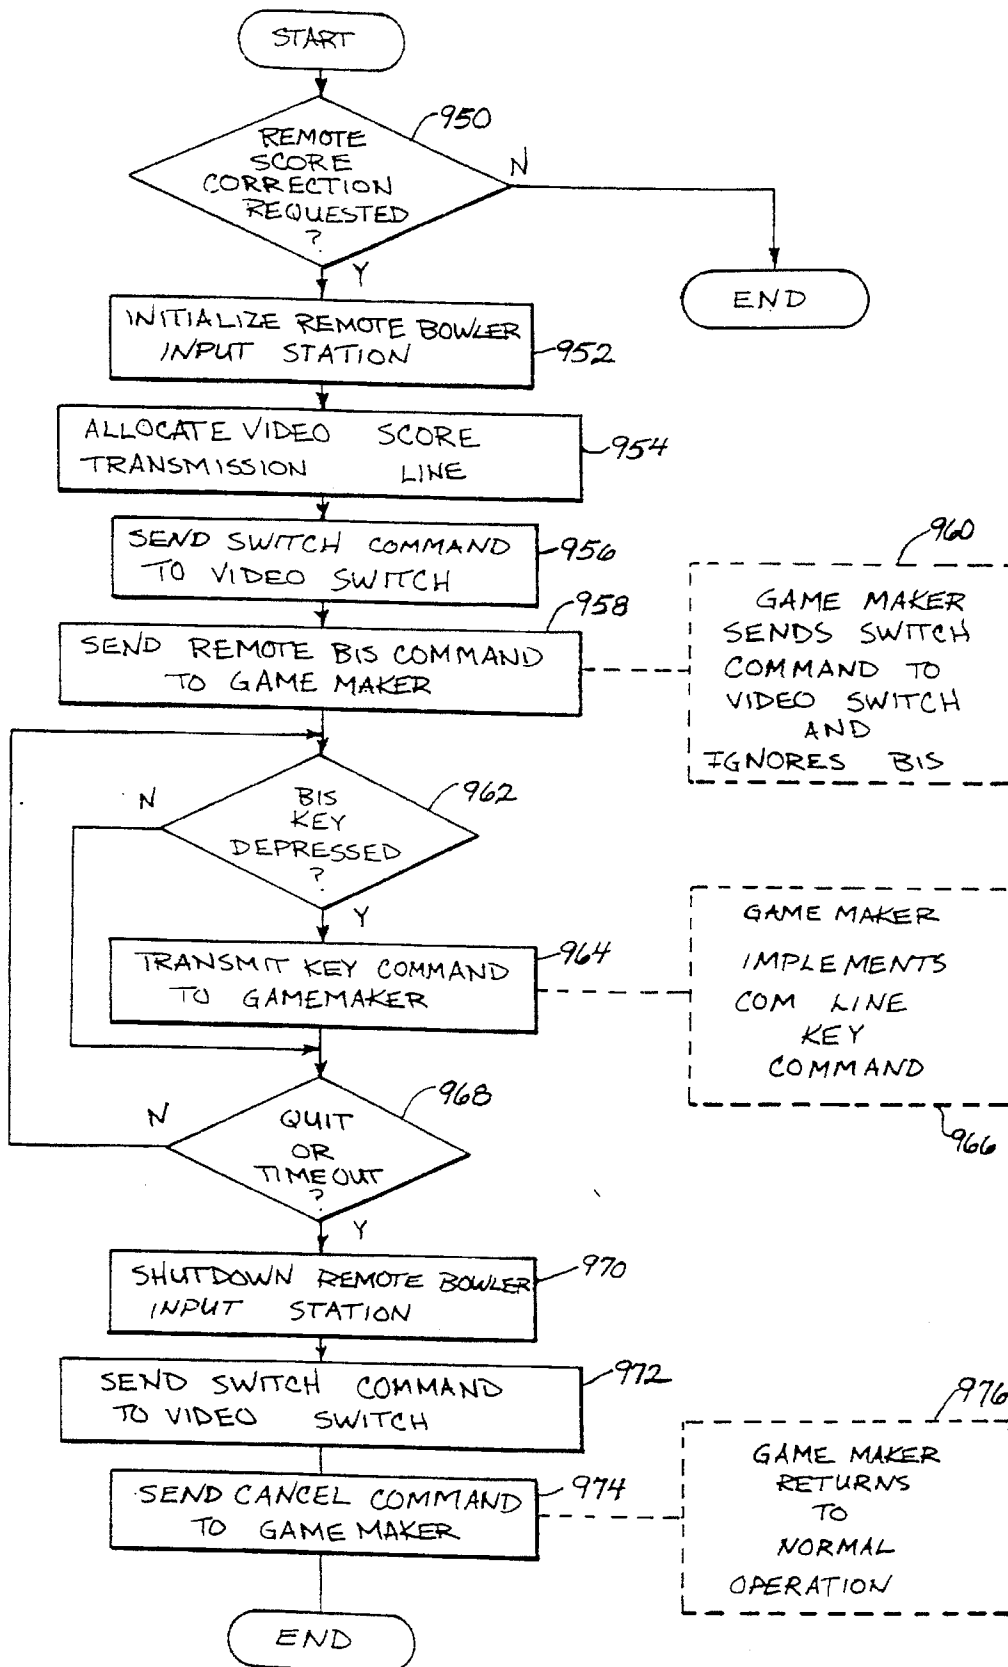 START
950
REMOTE
SCORE
CORRECTION
REQUESTED
?
N
Y
END
INITIALIZE REMOTE BOWLER
INPUT STATION
952
ALLOCATE VIDEO SCORE
TRANSMISSION LINE
954
SEND SWITCH COMMAND
TO VIDEO SWITCH
956
958
SEND REMOTE BIS COMMAND
TO GAME MAKER
960
GAME MAKER
SENDS SWITCH
COMMAND TO
VIDEO SWITCH
AND
IGNORES BIS
N
BIS
KEY
DEPRESSED
?
962
Y
TRANSMIT KEY COMMAND
TO GAMEMAKER
964
GAME MAKER
IMPLEMENTS
COM LINE
KEY
COMMAND
966
N
QUIT
OR
TIMEOUT
?
968
Y
SHUTDOWN REMOTE BOWLER
INPUT STATION
970
SEND SWITCH COMMAND
TO VIDEO SWITCH
972
SEND CANCEL COMMAND
TO GAME MAKER
974
976
GAME MAKER
RETURNS
TO
NORMAL
OPERATION
END